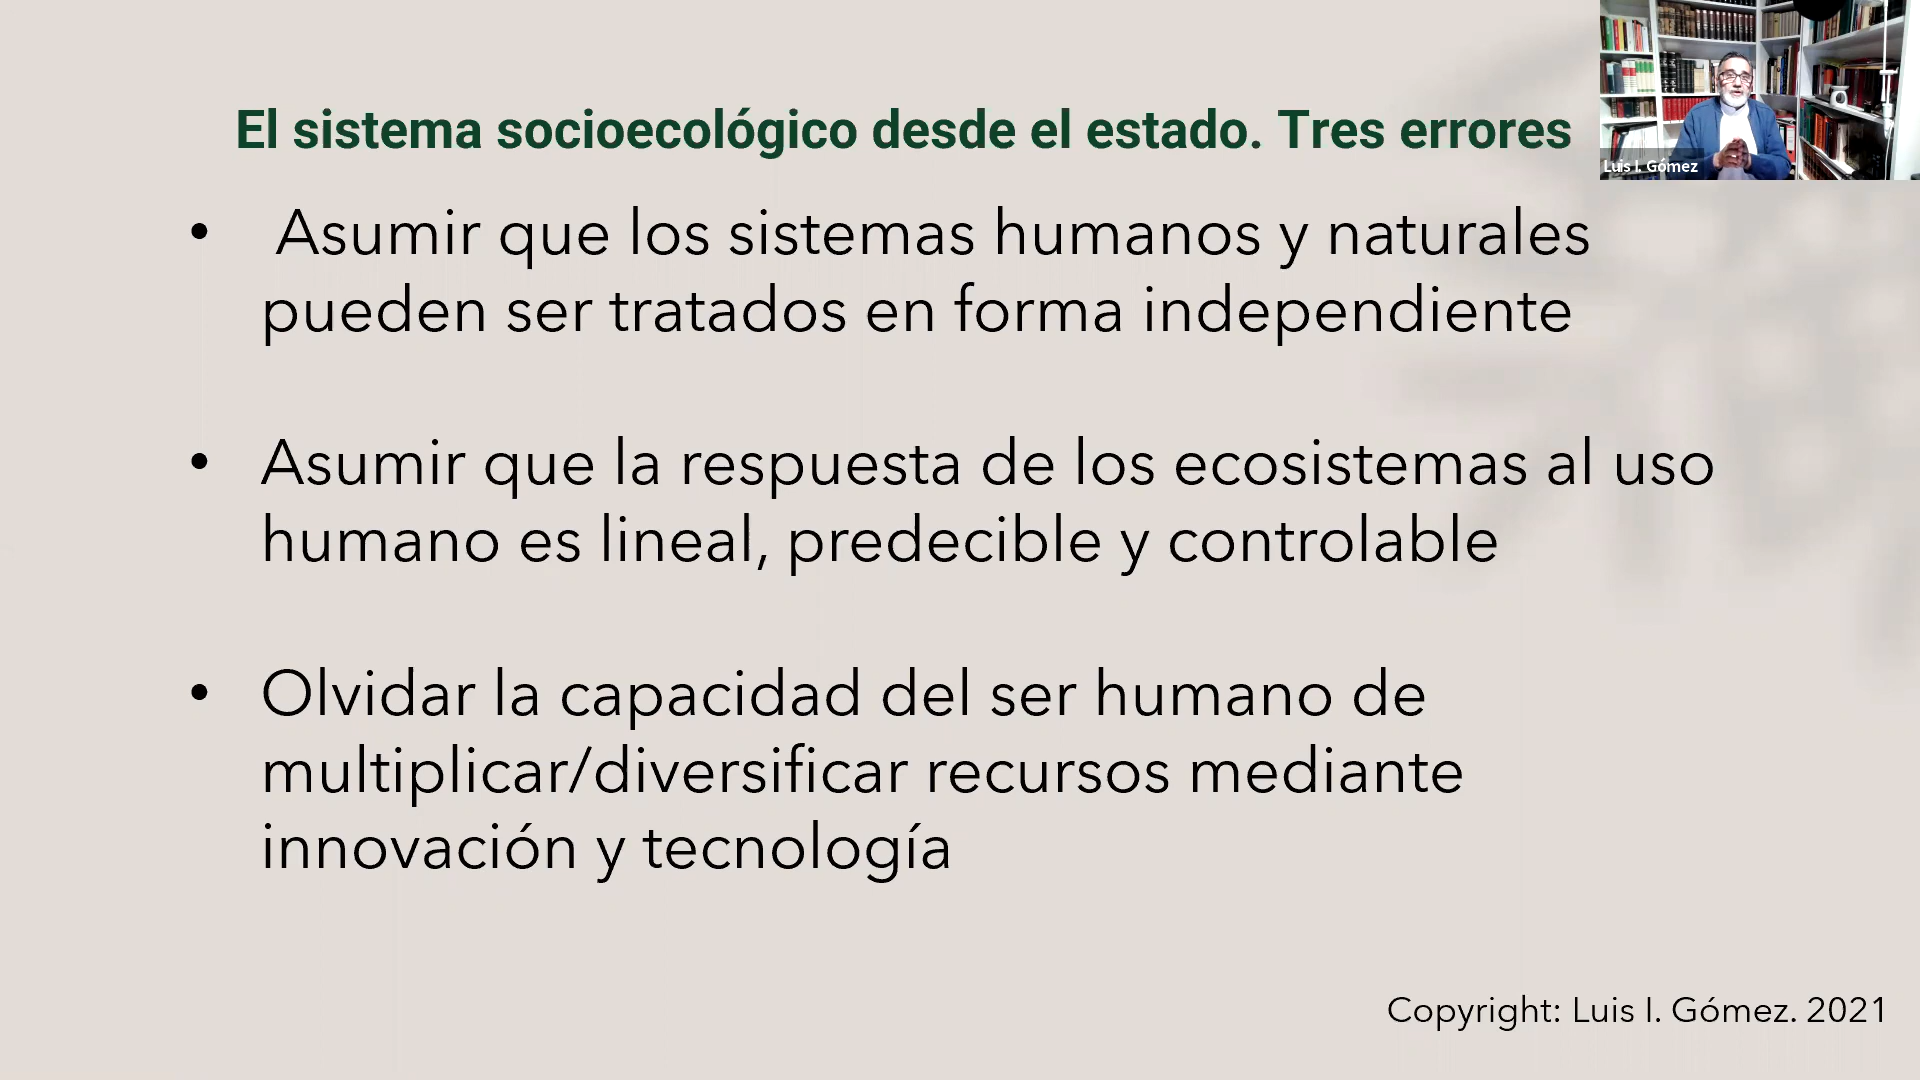 El sistema socioecológico desde el estado. Tres errores
Luis I. Gómez
• Asumir que los sistemas humanos y naturales
pueden ser tratados en forma independiente
• Asumir que la respuesta de los ecosistemas al uso
humano es lineal, predecible y controlable
• Olvidar la capacidad del ser humano de
multiplicar/diversificar recursos mediante
innovación y tecnología
Copyright: Luis I. Gómez. 2021